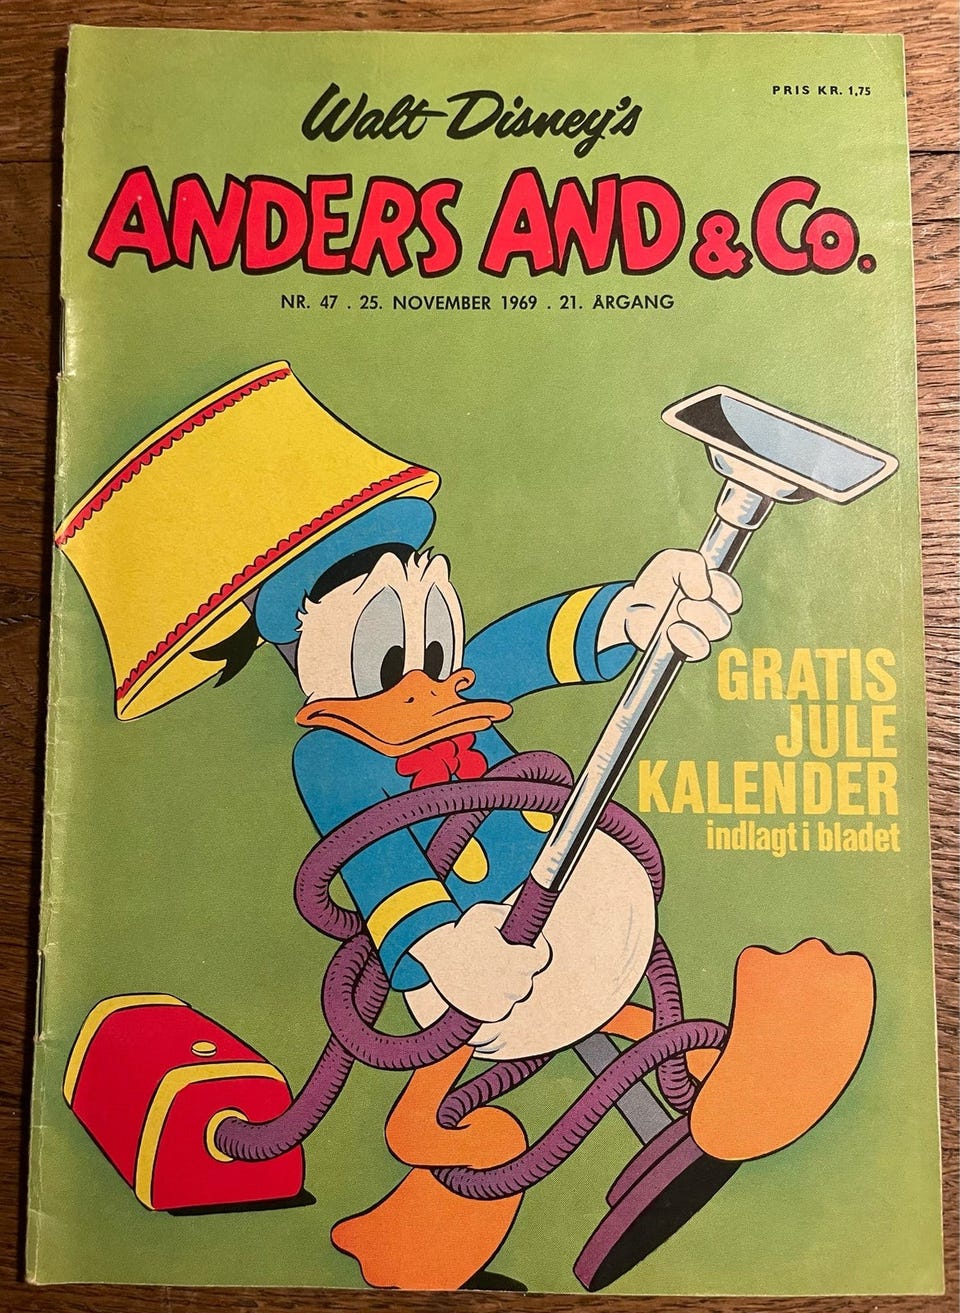 PRIS KR. 1,75
Walt Disney's
ANDERS AND & Co.
NR. 47 . 25. NOVEMBER 1969 . 21. ÅRGANG
GRATIS
JULE
KALENDER
indlagt i bladet